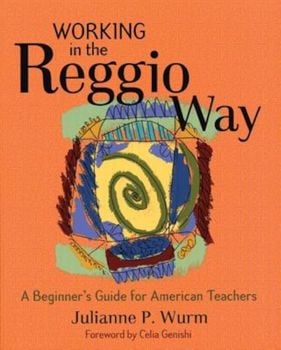 WORKING
in the
Reggio
Way
A Beginner's Guide for American Teachers
Julianne P. Wurm
Foreword by Celia Genishi